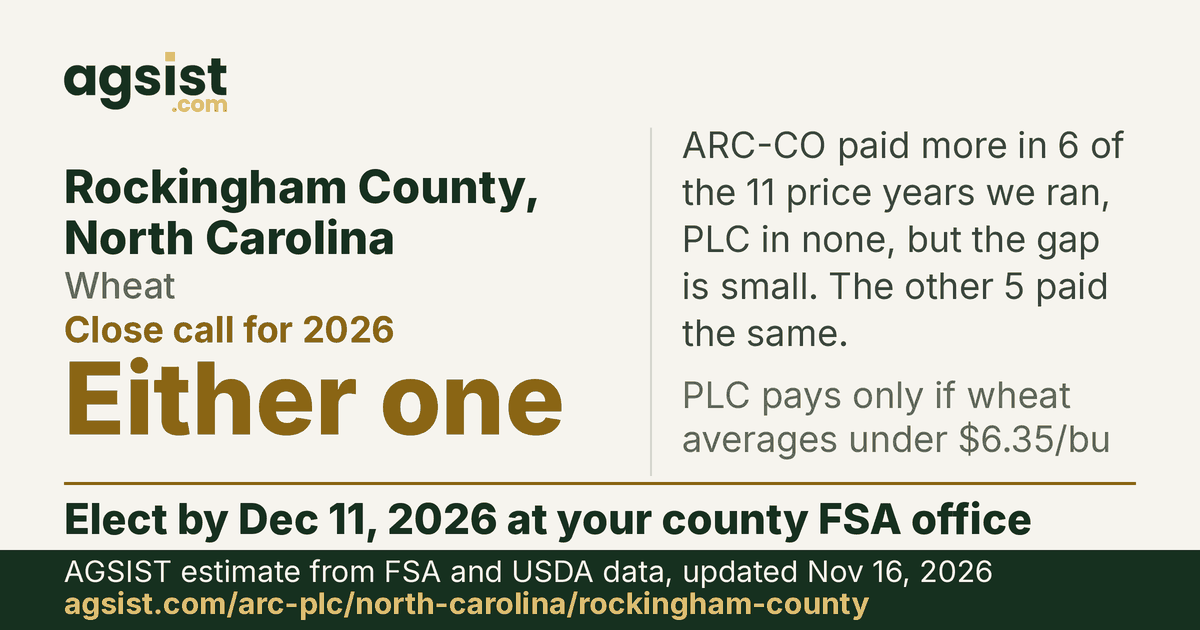 agsist
.com
Rockingham County,
North Carolina
Wheat
Close call for 2026
Either one
ARC-CO paid more in 6 of
the 11 price years we ran,
PLC in none, but the gap
is small. The other 5 paid
the same.
PLC pays only if wheat
averages under $6.35/bu
Elect by Dec 11, 2026 at your county FSA office
AGSIST estimate from FSA and USDA data, updated Nov 16, 2026
agsist.com/arc-plc/north-carolina/rockingham-county